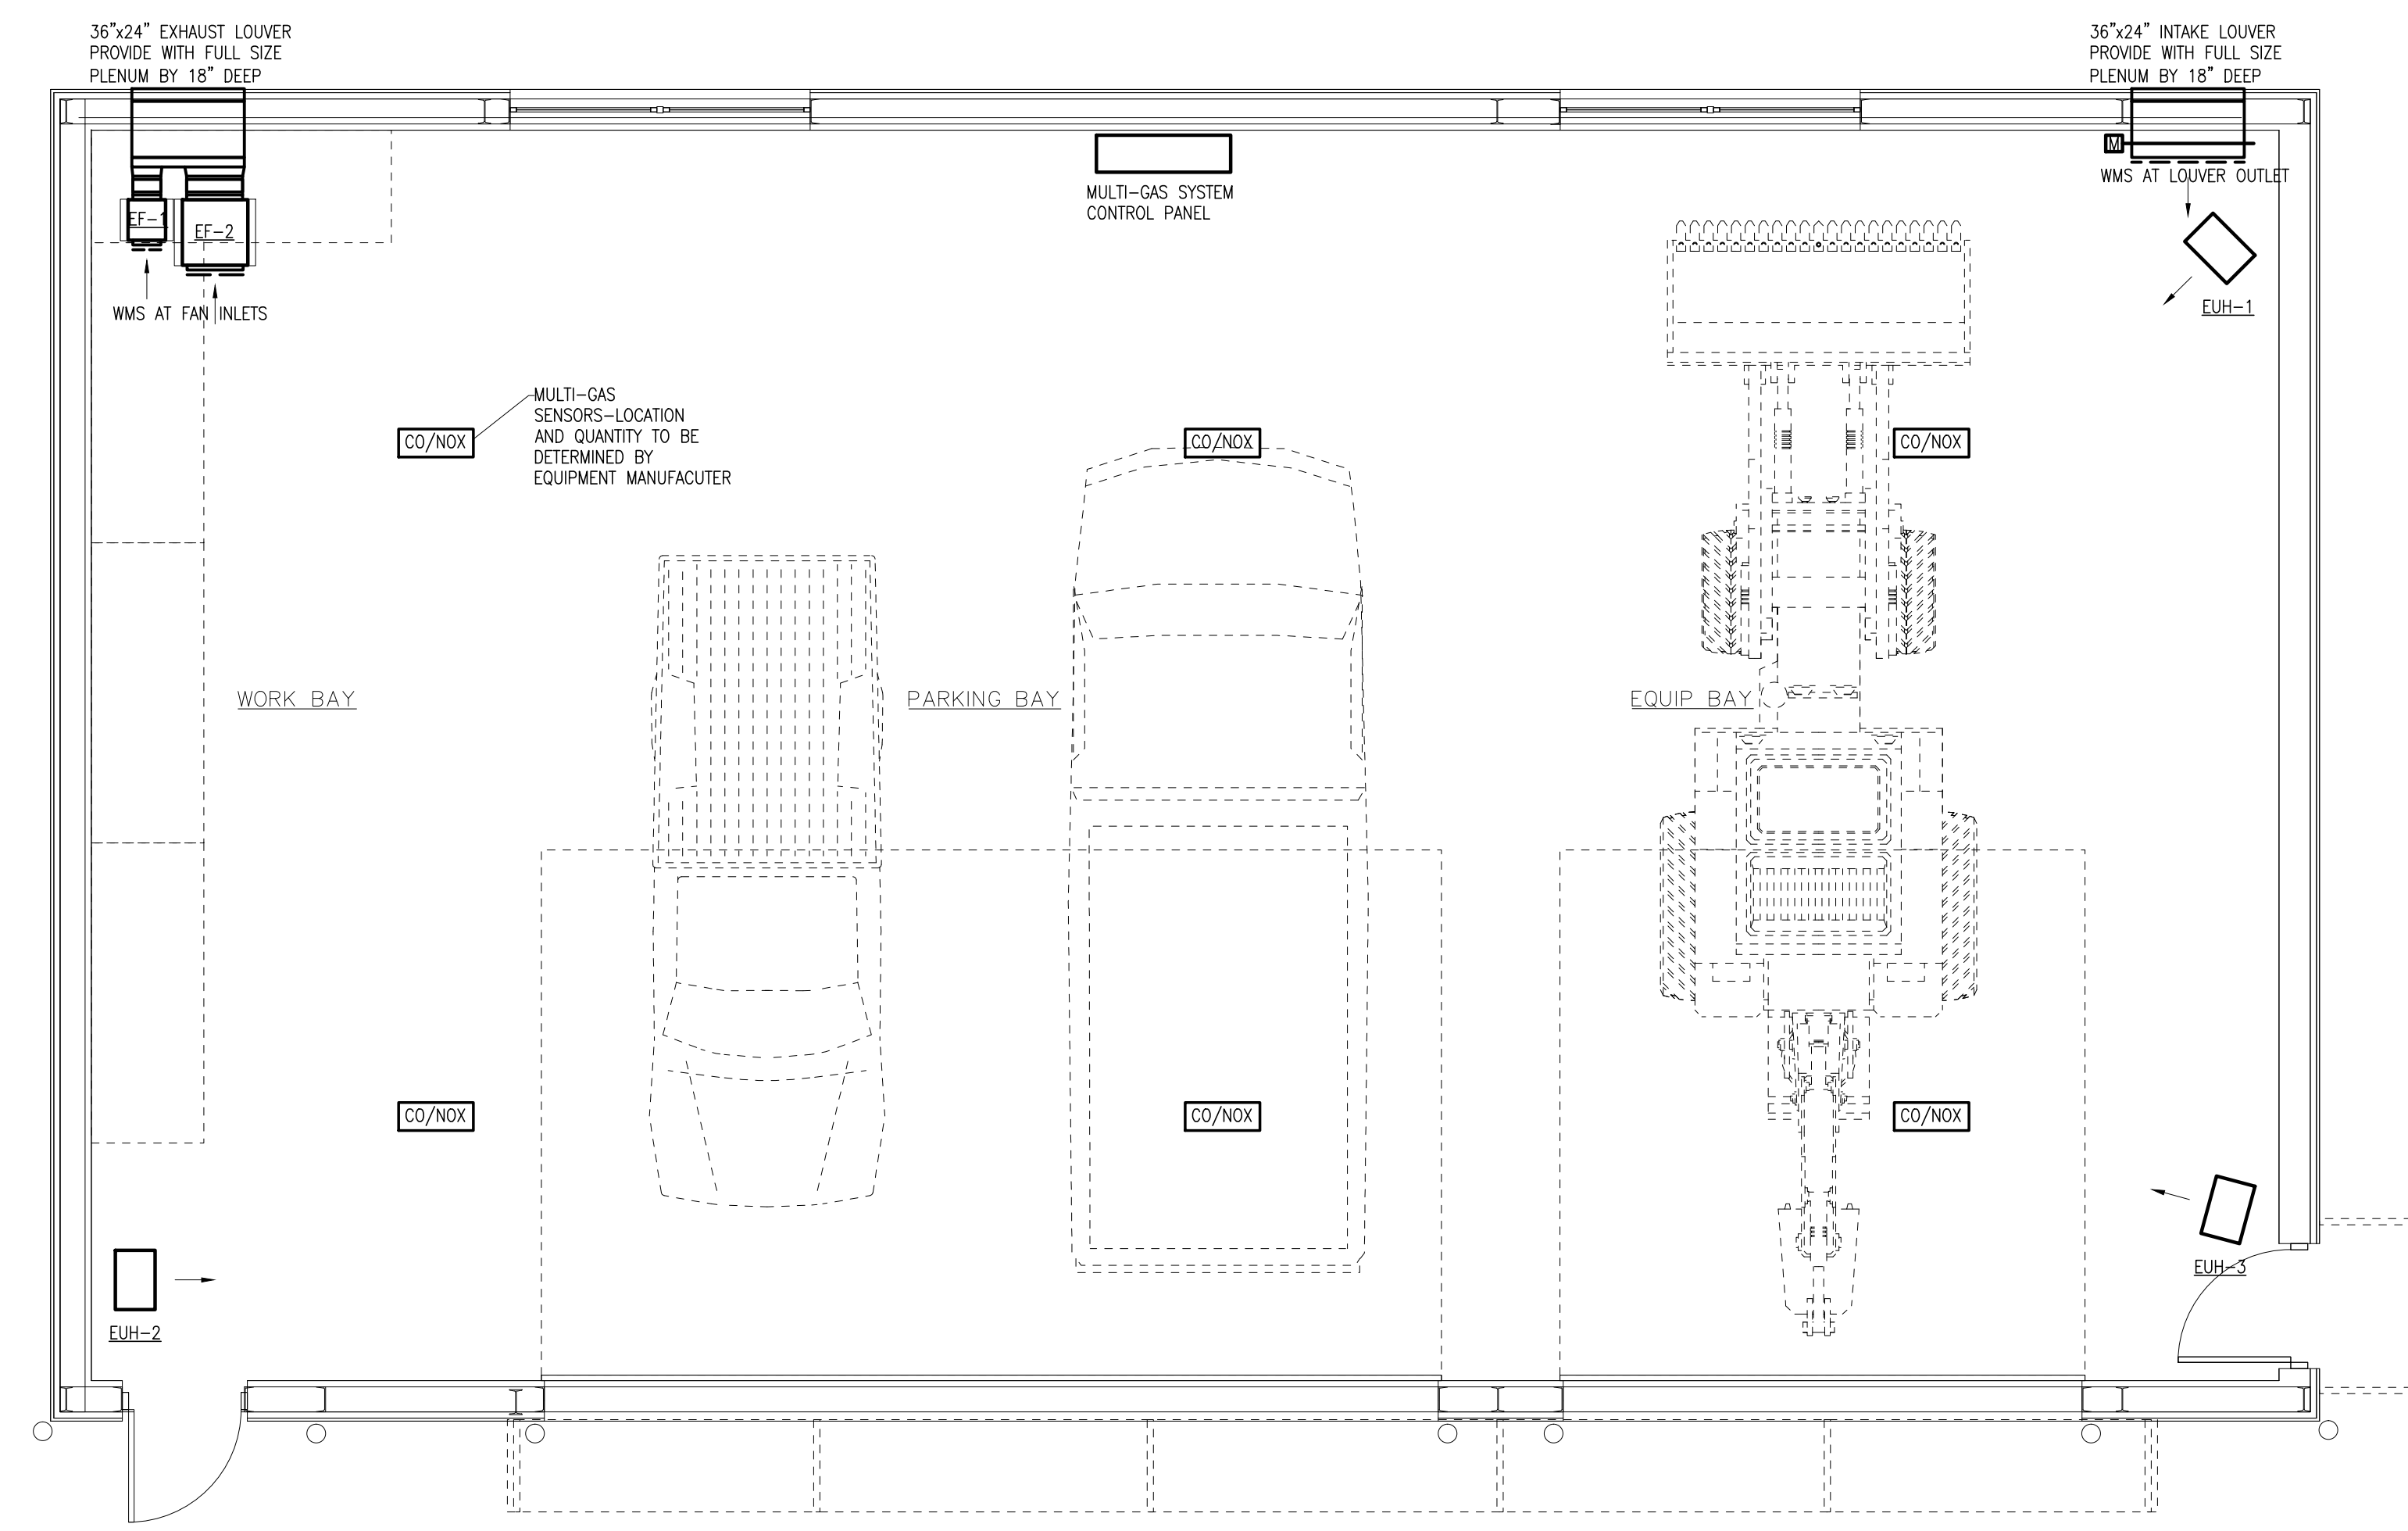 36"x24" EXHAUST LOUVER
PROVIDE WITH FULL SIZE
PLENUM BY 18" DEEP
36"x24" INTAKE LOUVER
PROVIDE WITH FULL SIZE
PLENUM BY 18" DEEP
M
WMS AT LOUVER OUTLET
MULTI-GAS SYSTEM
CONTROL PANEL
EF-1
EF-2
WMS AT FAN INLETS
EUH-1
MULTI-GAS
SENSORS-LOCATION
AND QUANTITY TO BE
DETERMINED BY
EQUIPMENT MANUFACUTER
CO/NOX
CO/NOX
CO/NOX
WORK BAY
PARKING BAY
EQUIP BAY
CO/NOX
CO/NOX
CO/NOX
EUH-3
EUH-2